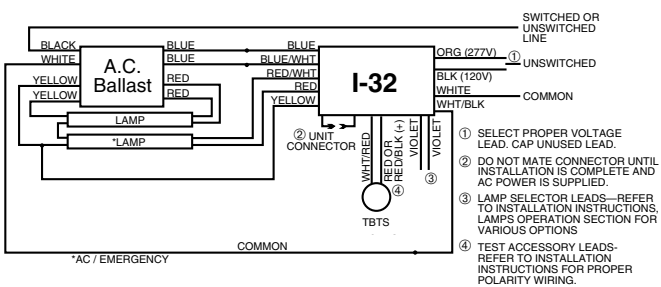 SWITCHED OR
UNSWITCHED
LINE
BLACK
WHITE
YELLOW
YELLOW
A.C.
Ballast
BLUE
BLUE
RED
RED
BLUE
BLUE/WHT
RED/WHT
RED
YELLOW
I-32
ORG (277V)
① UNSWITCHED
BLK (120V)
WHITE
COMMON
WHT/BLK
LAMP
*LAMP
② UNIT
CONNECTOR
WHT/RED
RED OR
RED/BLK (+)
VIOLET
VIOLET
③
④
TBTS
COMMON
*AC / EMERGENCY
① SELECT PROPER VOLTAGE
LEAD. CAP UNUSED LEAD.
② DO NOT MATE CONNECTOR UNTIL
INSTALLATION IS COMPLETE AND
AC POWER IS SUPPLIED.
③ LAMP SELECTOR LEADS—REFER
TO INSTALLATION INSTRUCTIONS,
LAMPS OPERATION SECTION FOR
VARIOUS OPTIONS
④ TEST ACCESSORY LEADS-
REFER TO INSTALLATION
INSTRUCTIONS FOR PROPER
POLARITY WIRING.